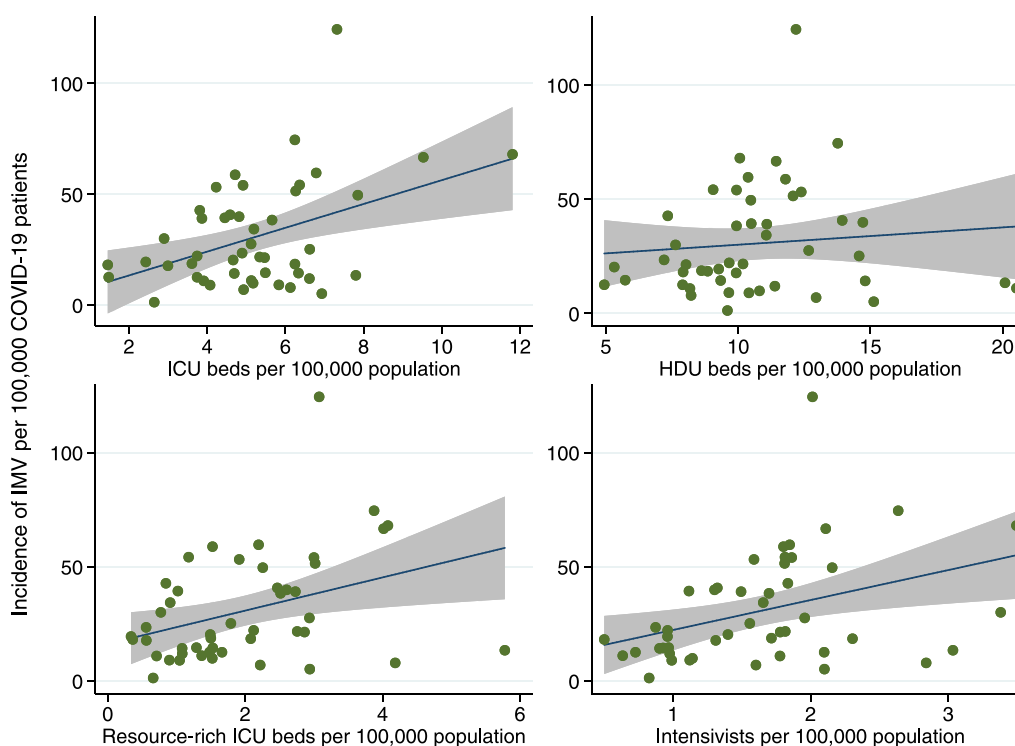 Incidence of IMV per 100,000 COVID-19 patients
100
50
0
2 4 6 8 10 12
ICU beds per 100,000 population
100
50
0
5 10 15 20
HDU beds per 100,000 population
100
50
0
0 2 4 6
Resource-rich ICU beds per 100,000 population
100
50
0
1 2 3
Intensivists per 100,000 population